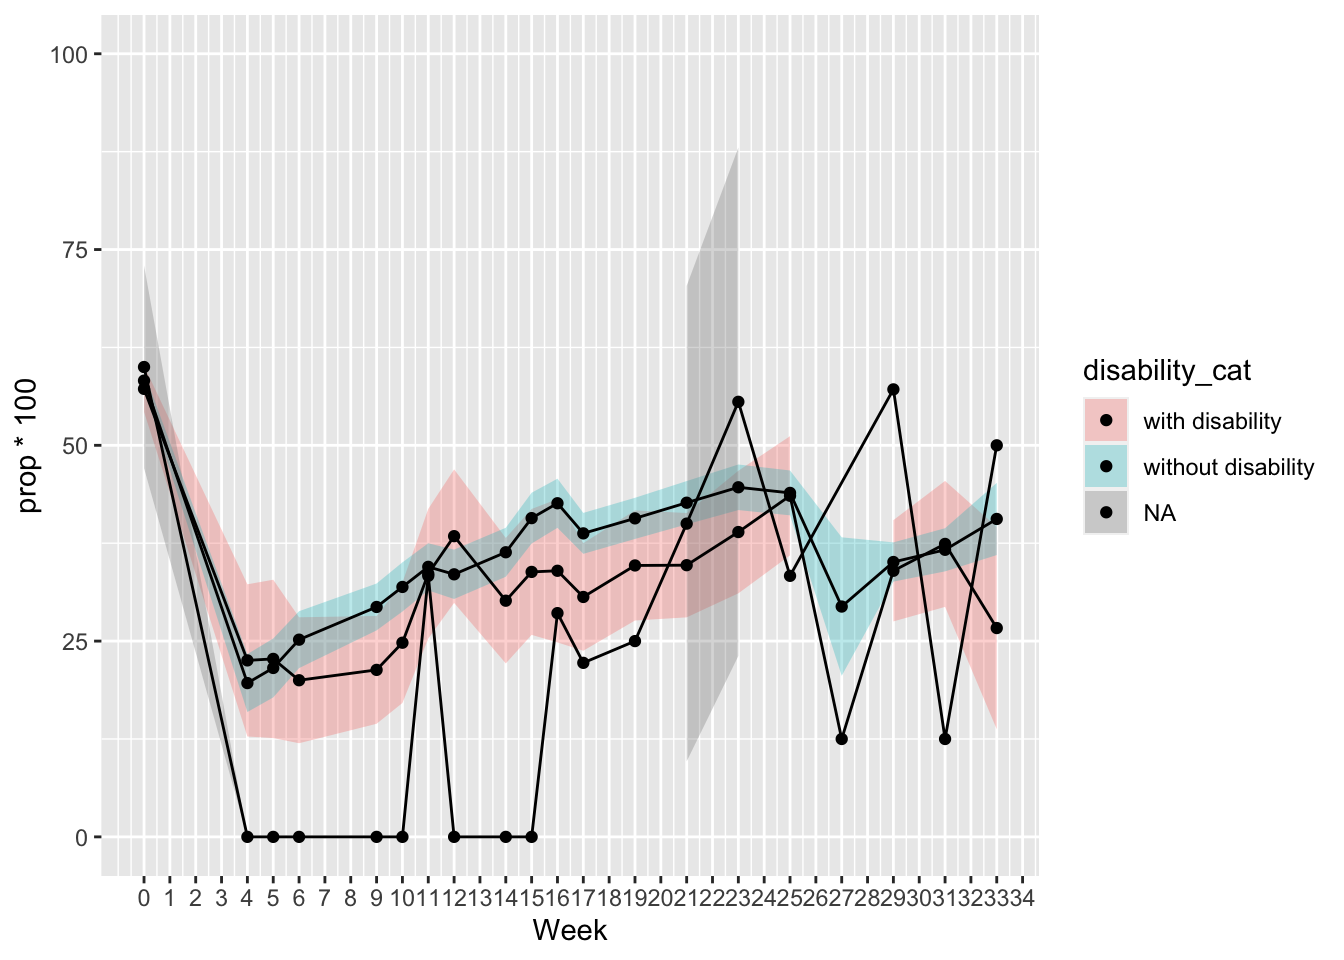 100
75
50
25
0
prop * 100
0 1 2 3 4 5 6 7 8 9 10 11 12 13 14 15 16 17 18 19 20 21 22 23 24 25 26 27 28 29 30 31 32 33 34
Week
disability_cat
with disability
without disability
NA